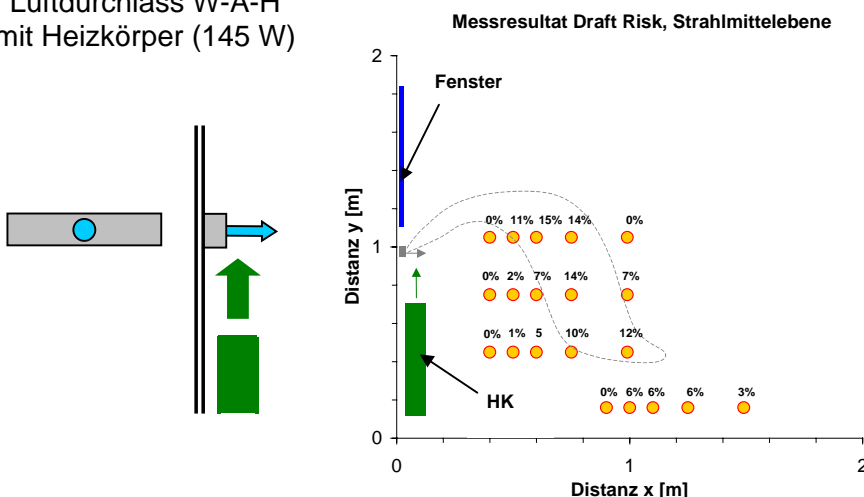 Luftdurchlass W-A-H
mit Heizkörper (145 W)
Messresultat Draft Risk, Strahlmittelebene
2
Fenster
0% 11% 15% 14% 0%
1
Distanz y [m]
0% 2% 7% 14% 7%
0% 1% 5 10% 12%
HK
0% 6% 6% 6% 3%
0
0 1 2
Distanz x [m]